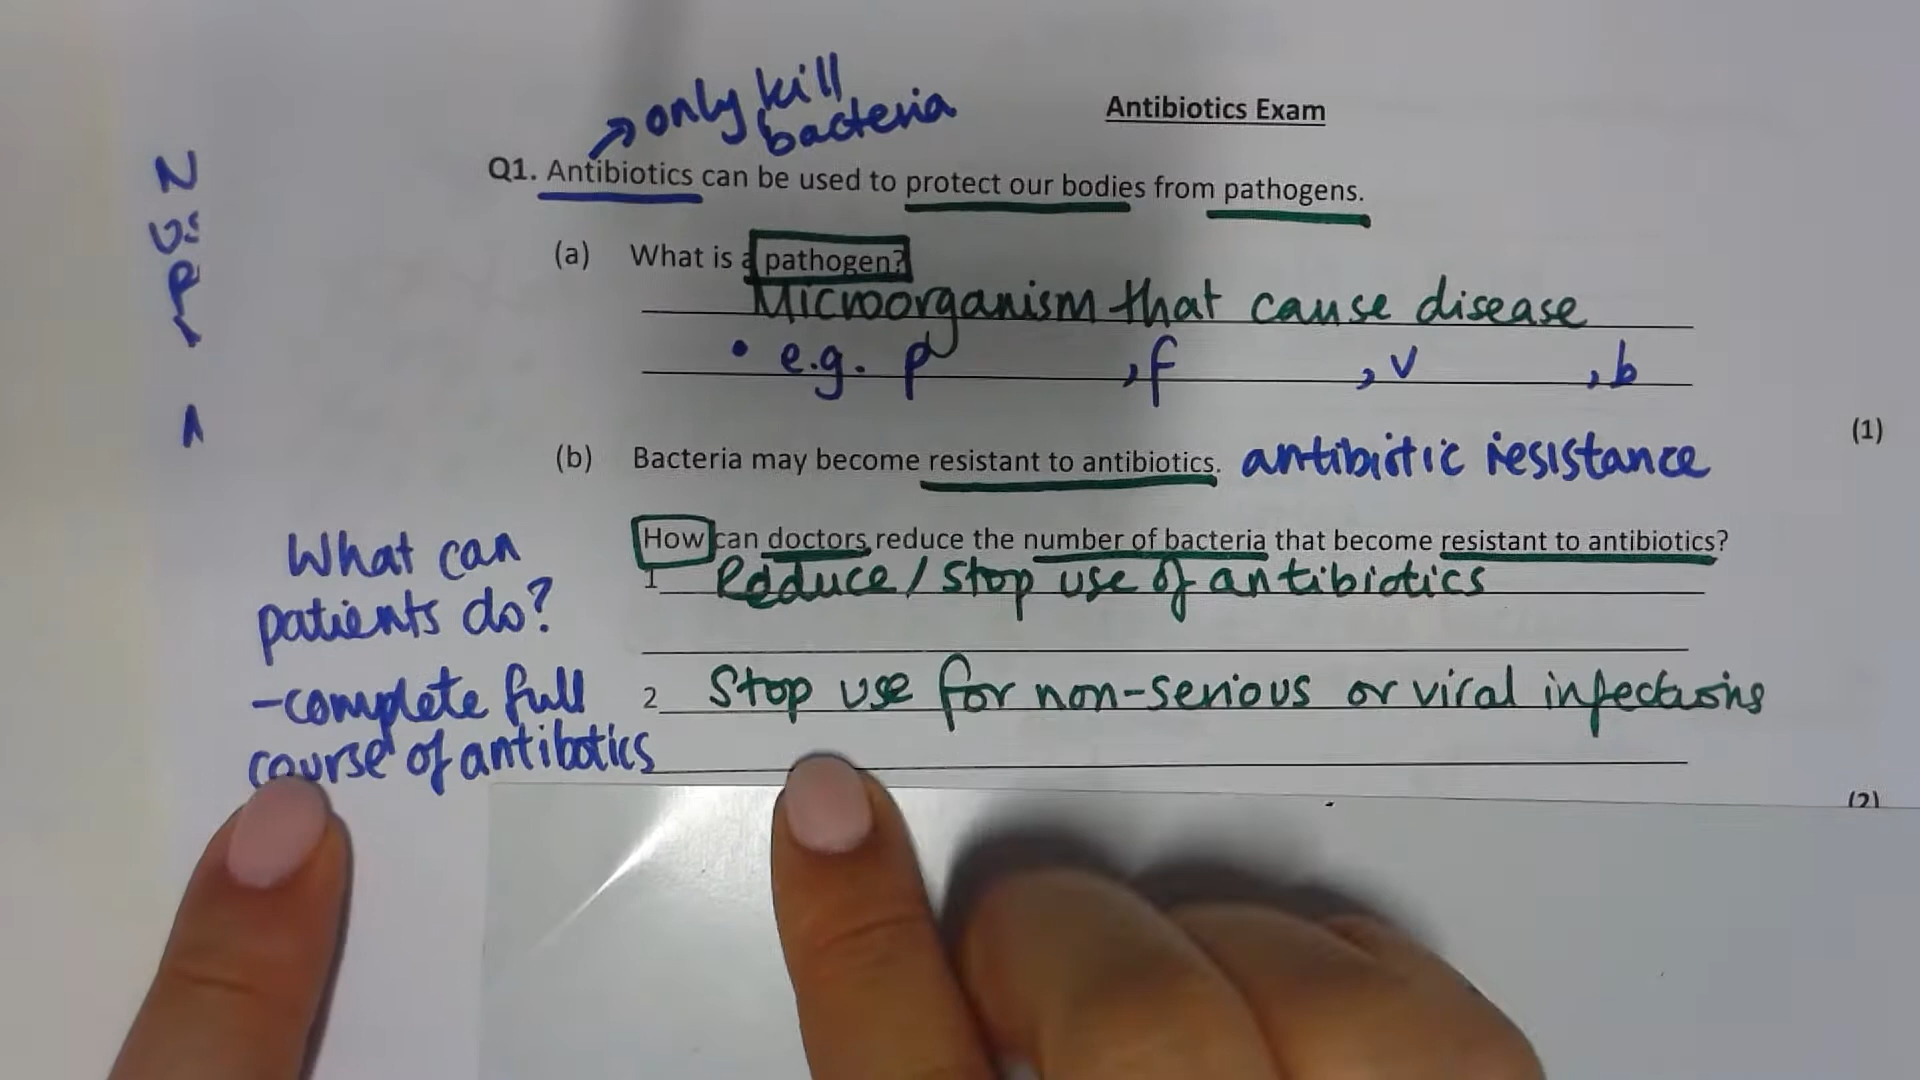 only kill
bacteria
Antibiotics Exam
Q1. Antibiotics can be used to protect our bodies from pathogens.
(a) What is a pathogen?
Microorganism that cause disease
• e.g. p , f , v , b
(1)
(b) Bacteria may become resistant to antibiotics. antibiotic resistance
How can doctors reduce the number of bacteria that become resistant to antibiotics?
1 Reduce / stop use of antibiotics
2 Stop use for non-serious or viral infections
(2)
What can
patients do?
- complete full
course of antibotics